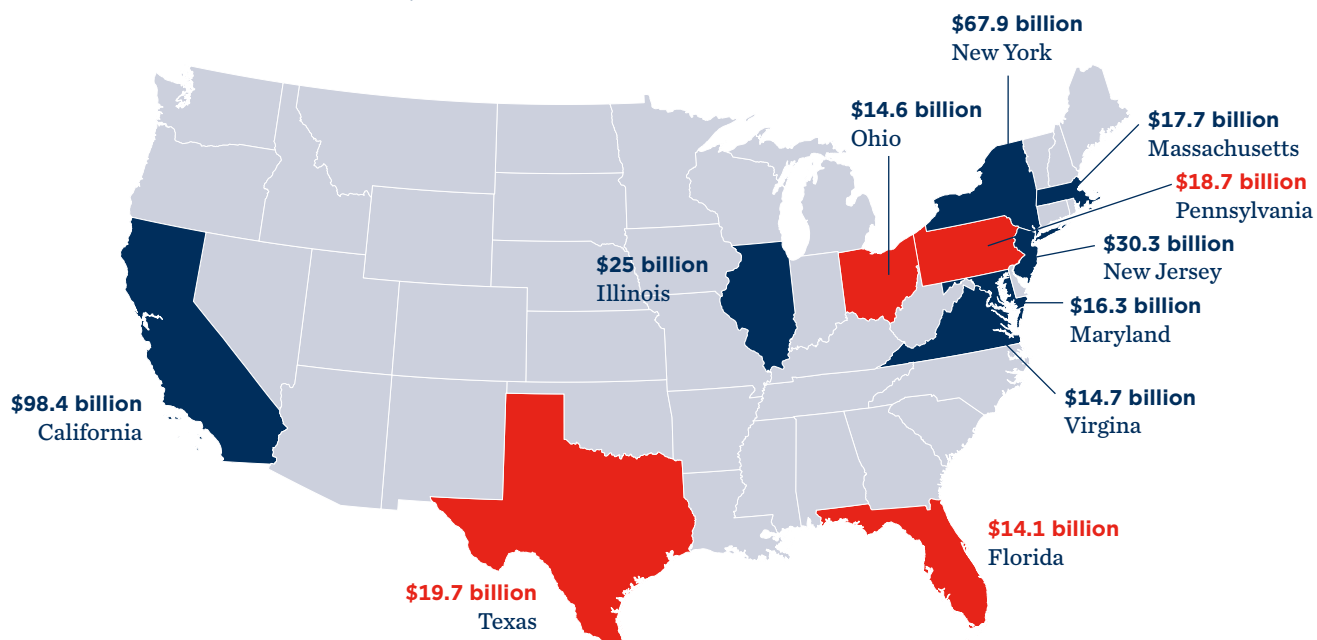 $67.9 billion
New York
$14.6 billion
Ohio
$17.7 billion
Massachusetts
$18.7 billion
Pennsylvania
$30.3 billion
New Jersey
$25 billion
Illinois
$16.3 billion
Maryland
$14.7 billion
Virgina
$98.4 billion
California
$14.1 billion
Florida
$19.7 billion
Texas